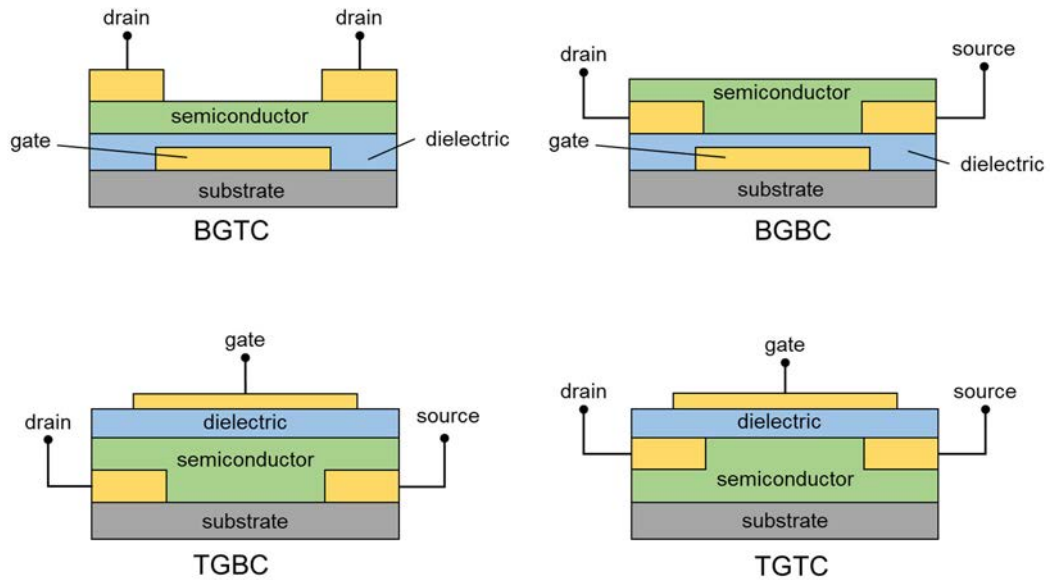 drain
drain
semiconductor
gate
dielectric
substrate
BGTC
drain
source
semiconductor
gate
dielectric
substrate
BGBC
gate
drain
source
dielectric
semiconductor
substrate
TGBC
gate
drain
source
dielectric
semiconductor
substrate
TGTC